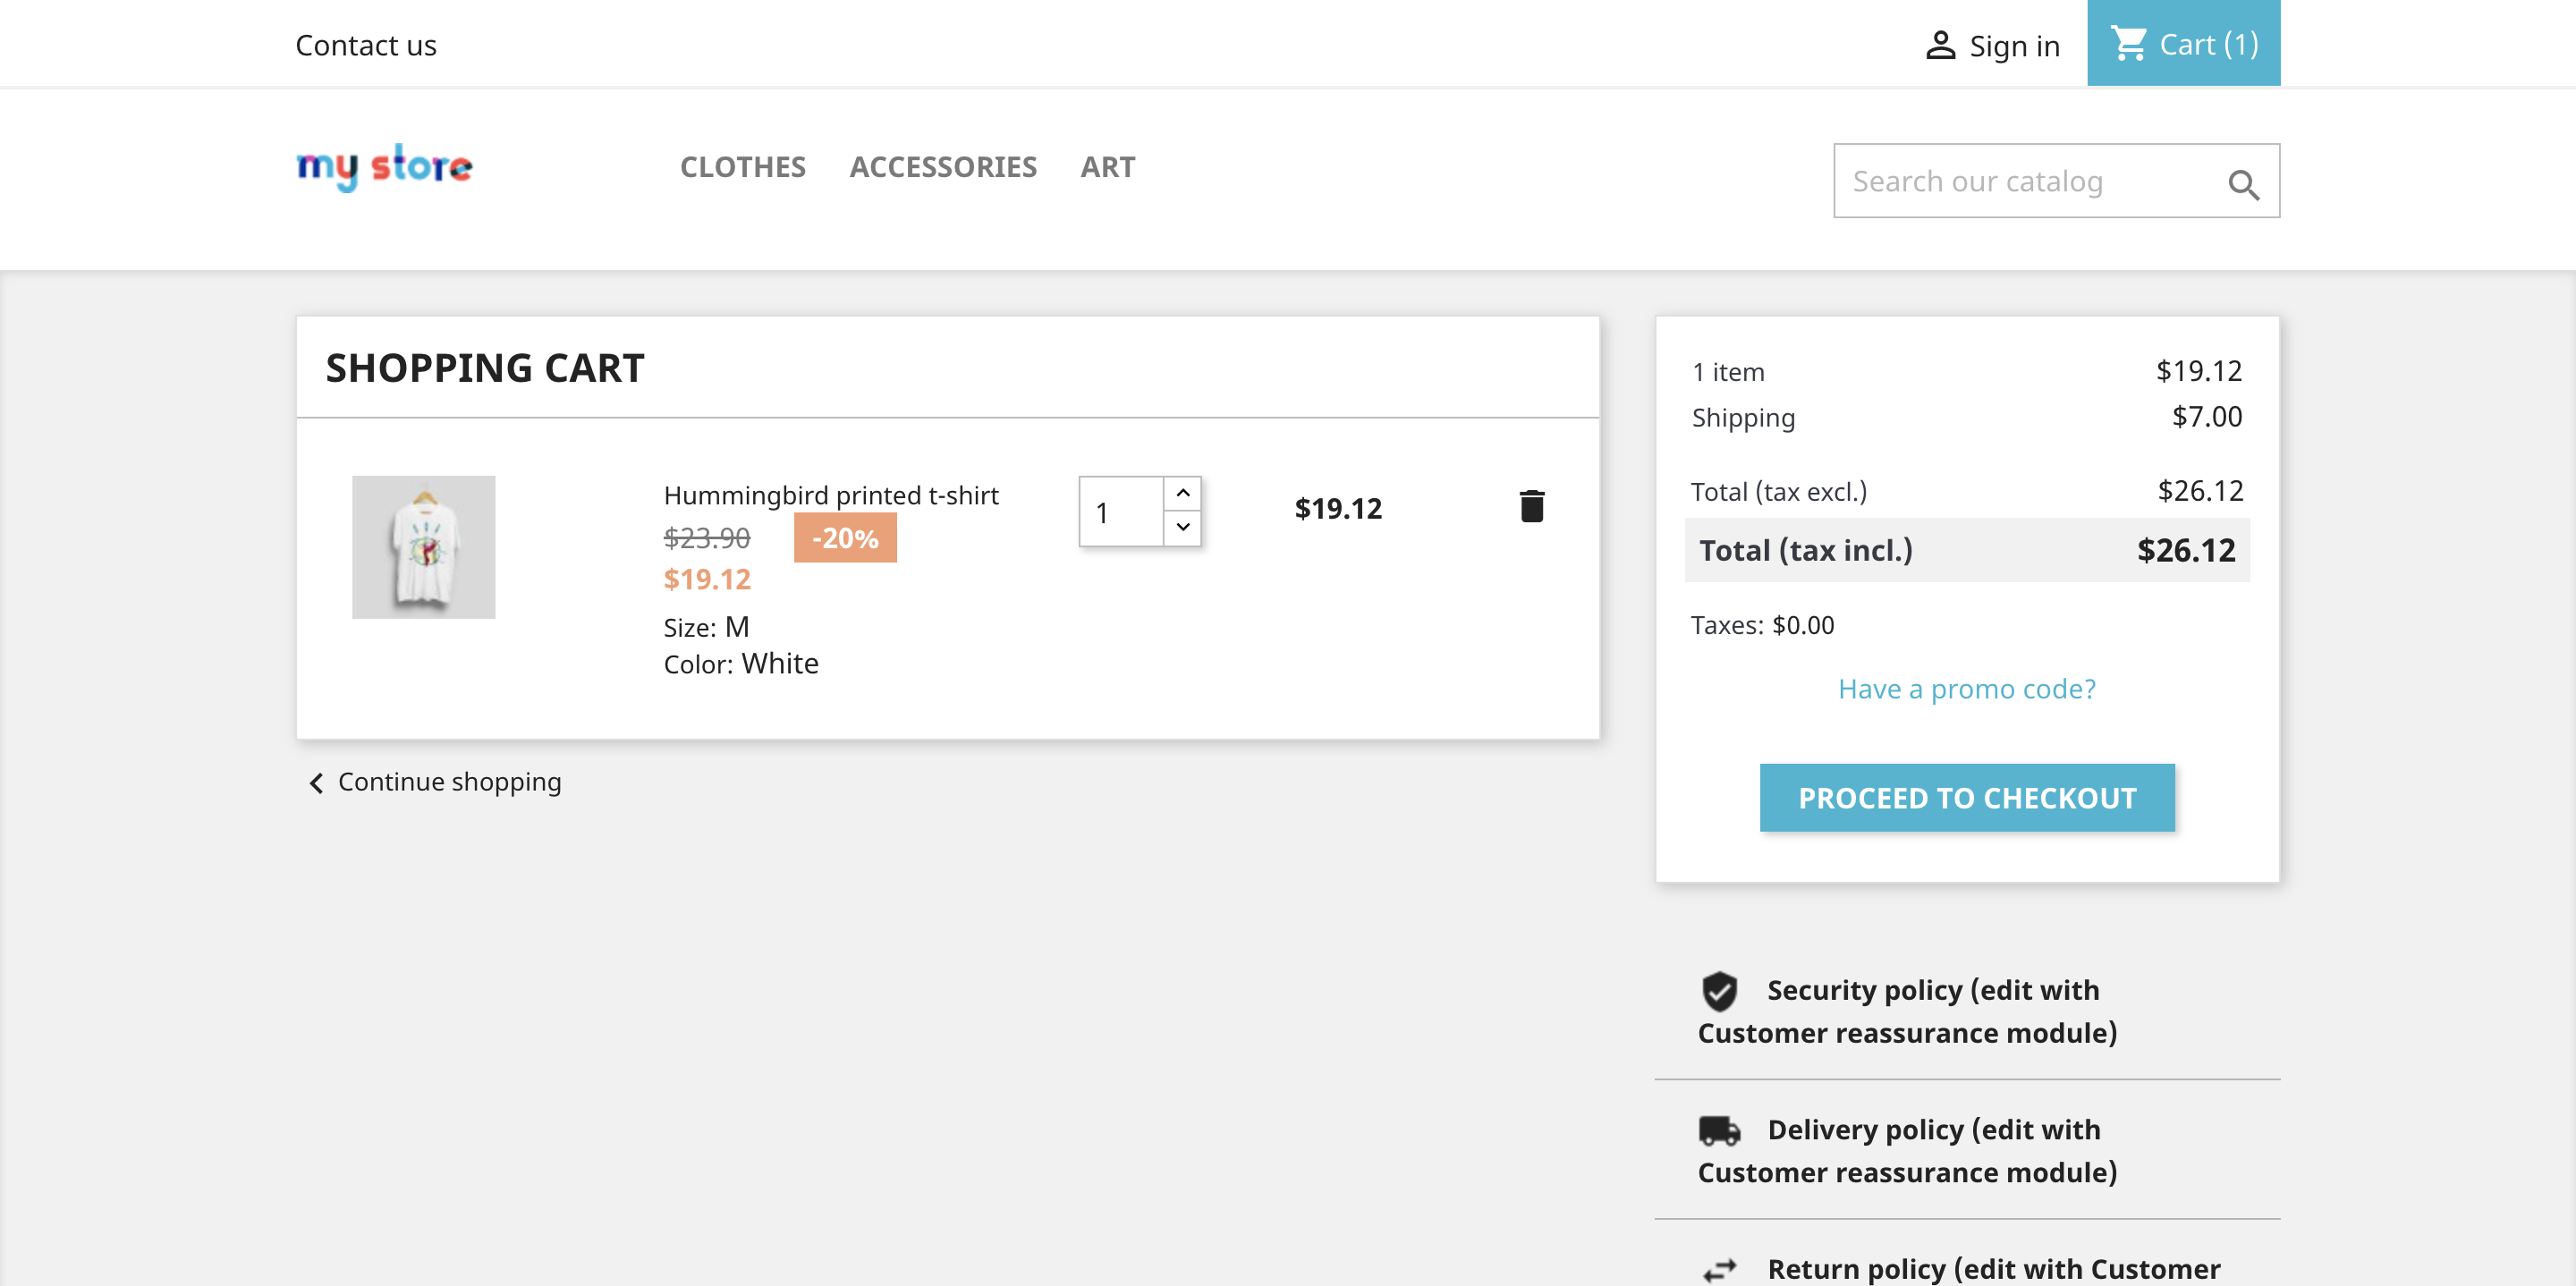 Contact us
Sign in
Cart (1)
my store
CLOTHES ACCESSORIES ART
Search our catalog
SHOPPING CART
Hummingbird printed t-shirt
$23.90 -20%
$19.12
Size: M
Color: White
1
$19.12
Continue shopping
1 item $19.12
Shipping $7.00
Total (tax excl.) $26.12
Total (tax incl.) $26.12
Taxes: $0.00
Have a promo code?
PROCEED TO CHECKOUT
Security policy (edit with
Customer reassurance module)
Delivery policy (edit with
Customer reassurance module)
Return policy (edit with Customer